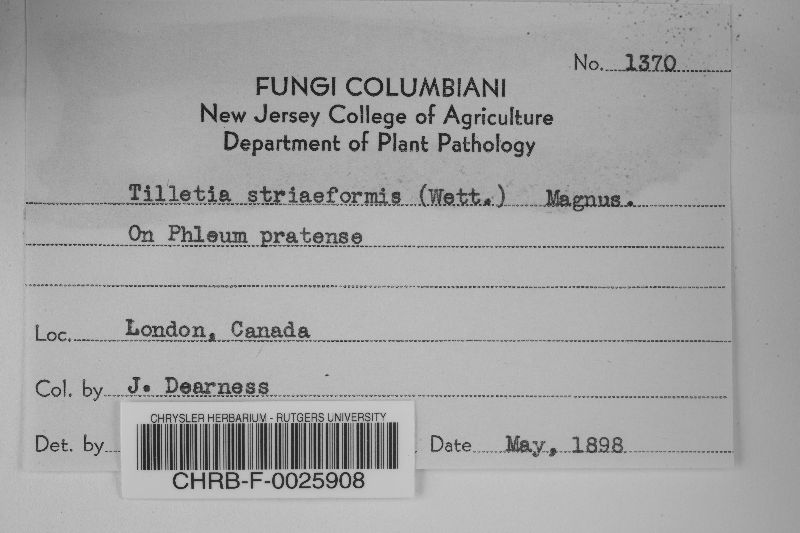 No. 1370
FUNGI COLUMBIANI
New Jersey College of Agriculture
Department of Plant Pathology
Tilletia striaeformis (Wett.) Magnus.
On Phleum pratense
Loc. London, Canada
Col. by J. Dearness
Det. by
Date May, 1898
CHRYSLER HERBARIUM - RUTGERS UNIVERSITY
CHRB-F-0025908